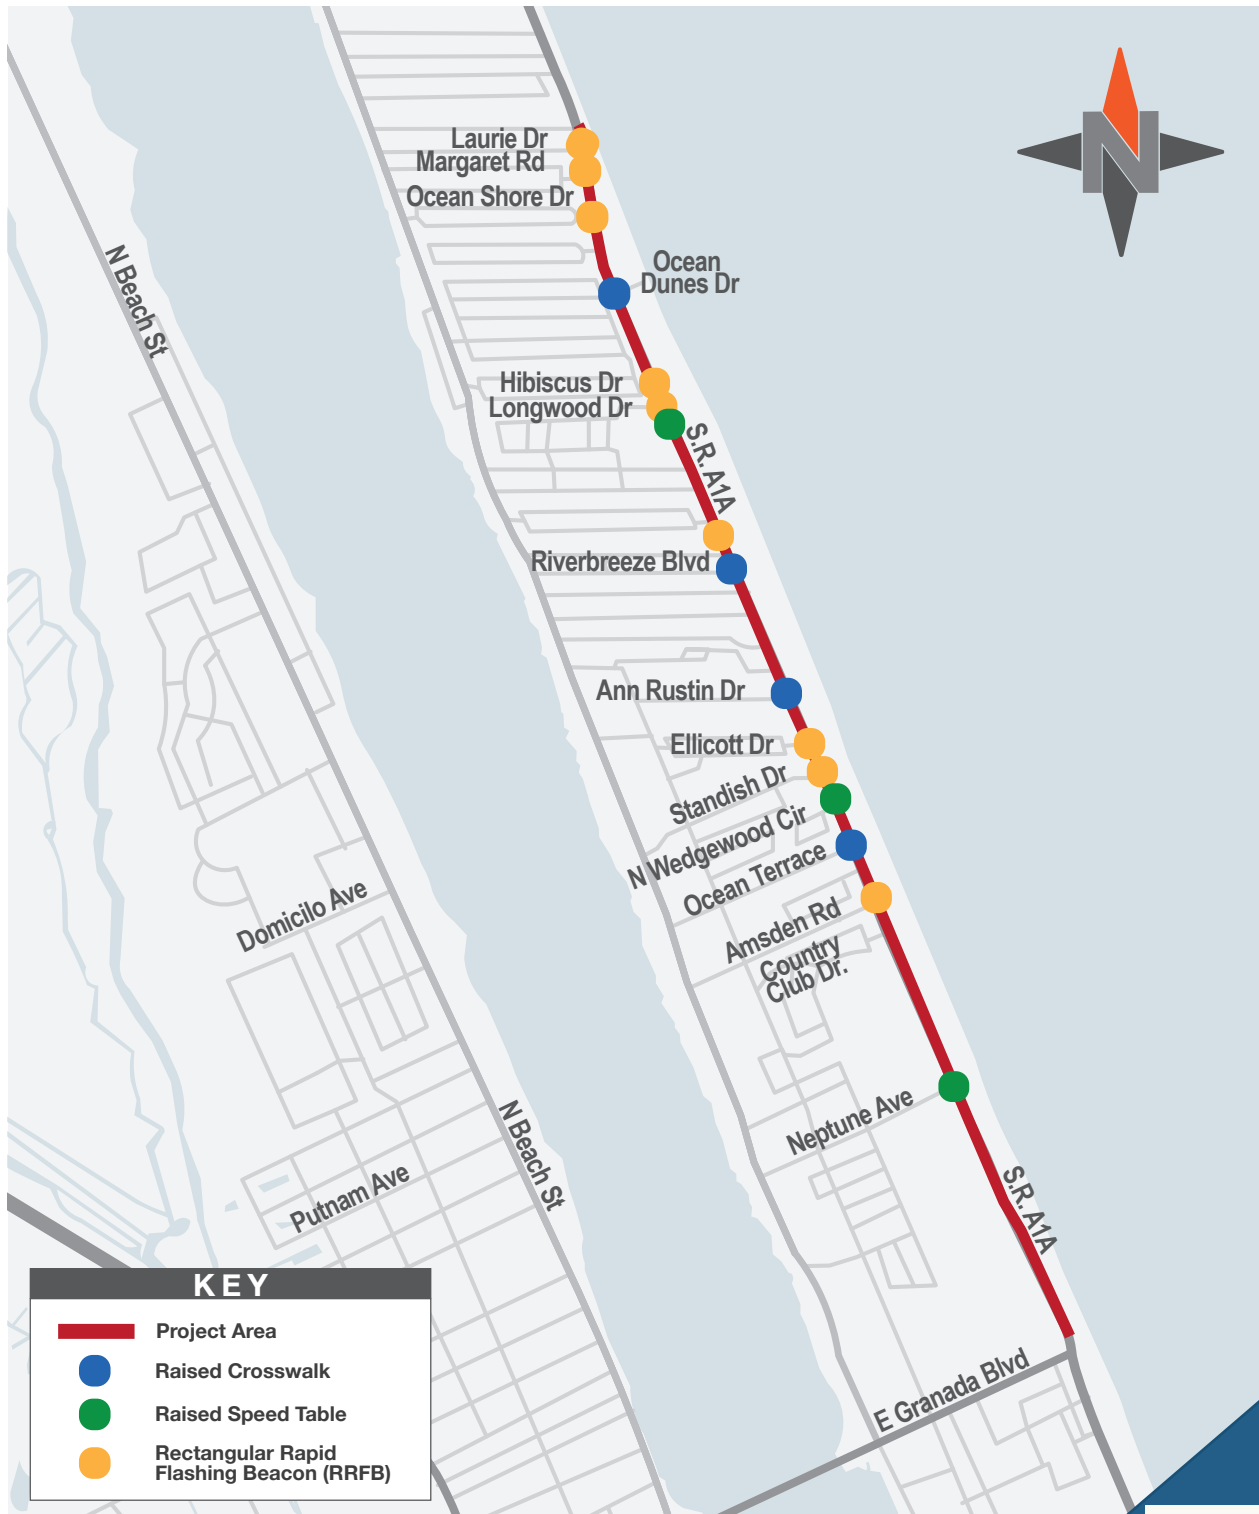 N
Laurie Dr
Margaret Rd
Ocean Shore Dr
Ocean
Dunes Dr
N Beach St
Hibiscus Dr
Longwood Dr
S.R. A1A
Riverbreeze Blvd
Ann Rustin Dr
Ellicott Dr
Standish Dr
N Wedgewood Cir
Ocean Terrace
Amsden Rd
Country
Club Dr.
Domicilo Ave
Neptune Ave
N Beach St
Putnam Ave
S.R. A1A
E Granada Blvd
KEY
Project Area
Raised Crosswalk
Raised Speed Table
Rectangular Rapid
Flashing Beacon (RRFB)